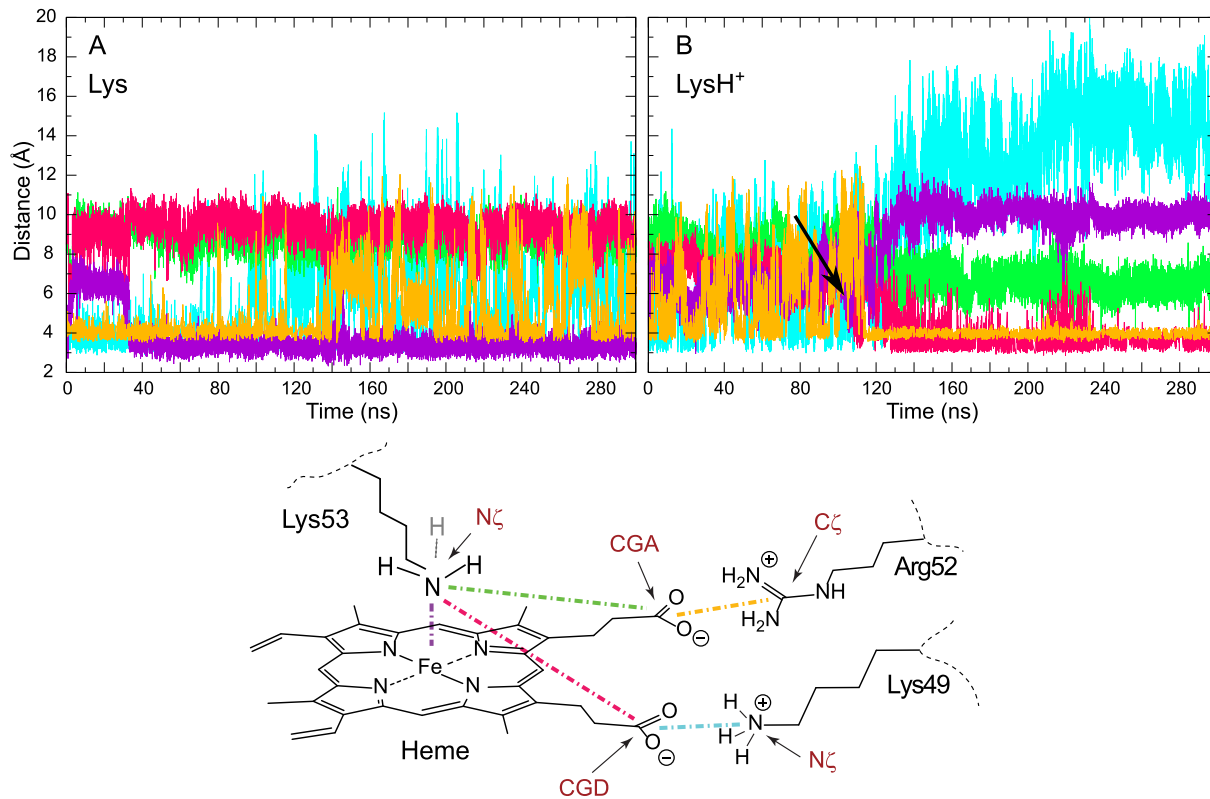 A
Lys
B
LysH⁺
Distance (Å)
20
18
16
14
12
10
8
6
4
2
0 40 80 120 160 200 240 280
0 40 80 120 160 200 240 280
Time (ns)
Time (ns)
Lys53
H
Nζ
H
H
N
CGA
O
O
⊖
Cζ
⊕
H₂N
NH
H₂N
Arg52
N
N
Fe
N
N
Heme
CGD
O
O
⊖
H
⊕
N
H
H
Nζ
Lys49